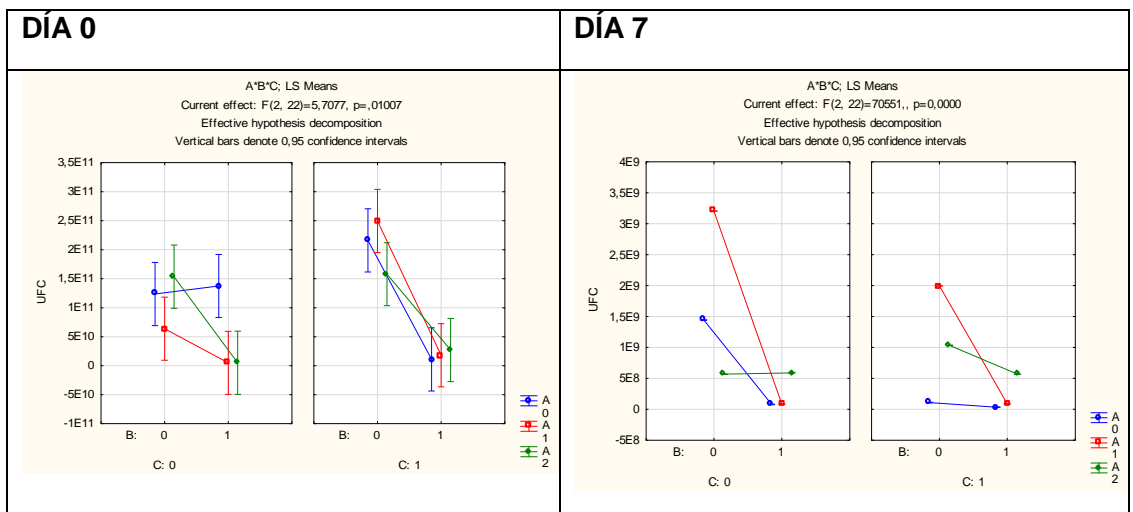 DÍA 0
A*B*C; LS Means
Current effect: F(2, 22)=5,7077, p=,01007
Effective hypothesis decomposition
Vertical bars denote 0,95 confidence intervals
3,5E11
3E11
2,5E11
2E11
1,5E11
1E11
5E10
0
-5E10
-1E11
UFC
B: 0 1
C: 0
0 1
C: 1
A
0
A
1
A
2
DÍA 7
A*B*C; LS Means
Current effect: F(2, 22)=70551,, p=0,0000
Effective hypothesis decomposition
Vertical bars denote 0,95 confidence intervals
4E9
3,5E9
3E9
2,5E9
2E9
1,5E9
1E9
5E8
0
-5E8
UFC
B: 0 1
C: 0
0 1
C: 1
A
0
A
1
A
2